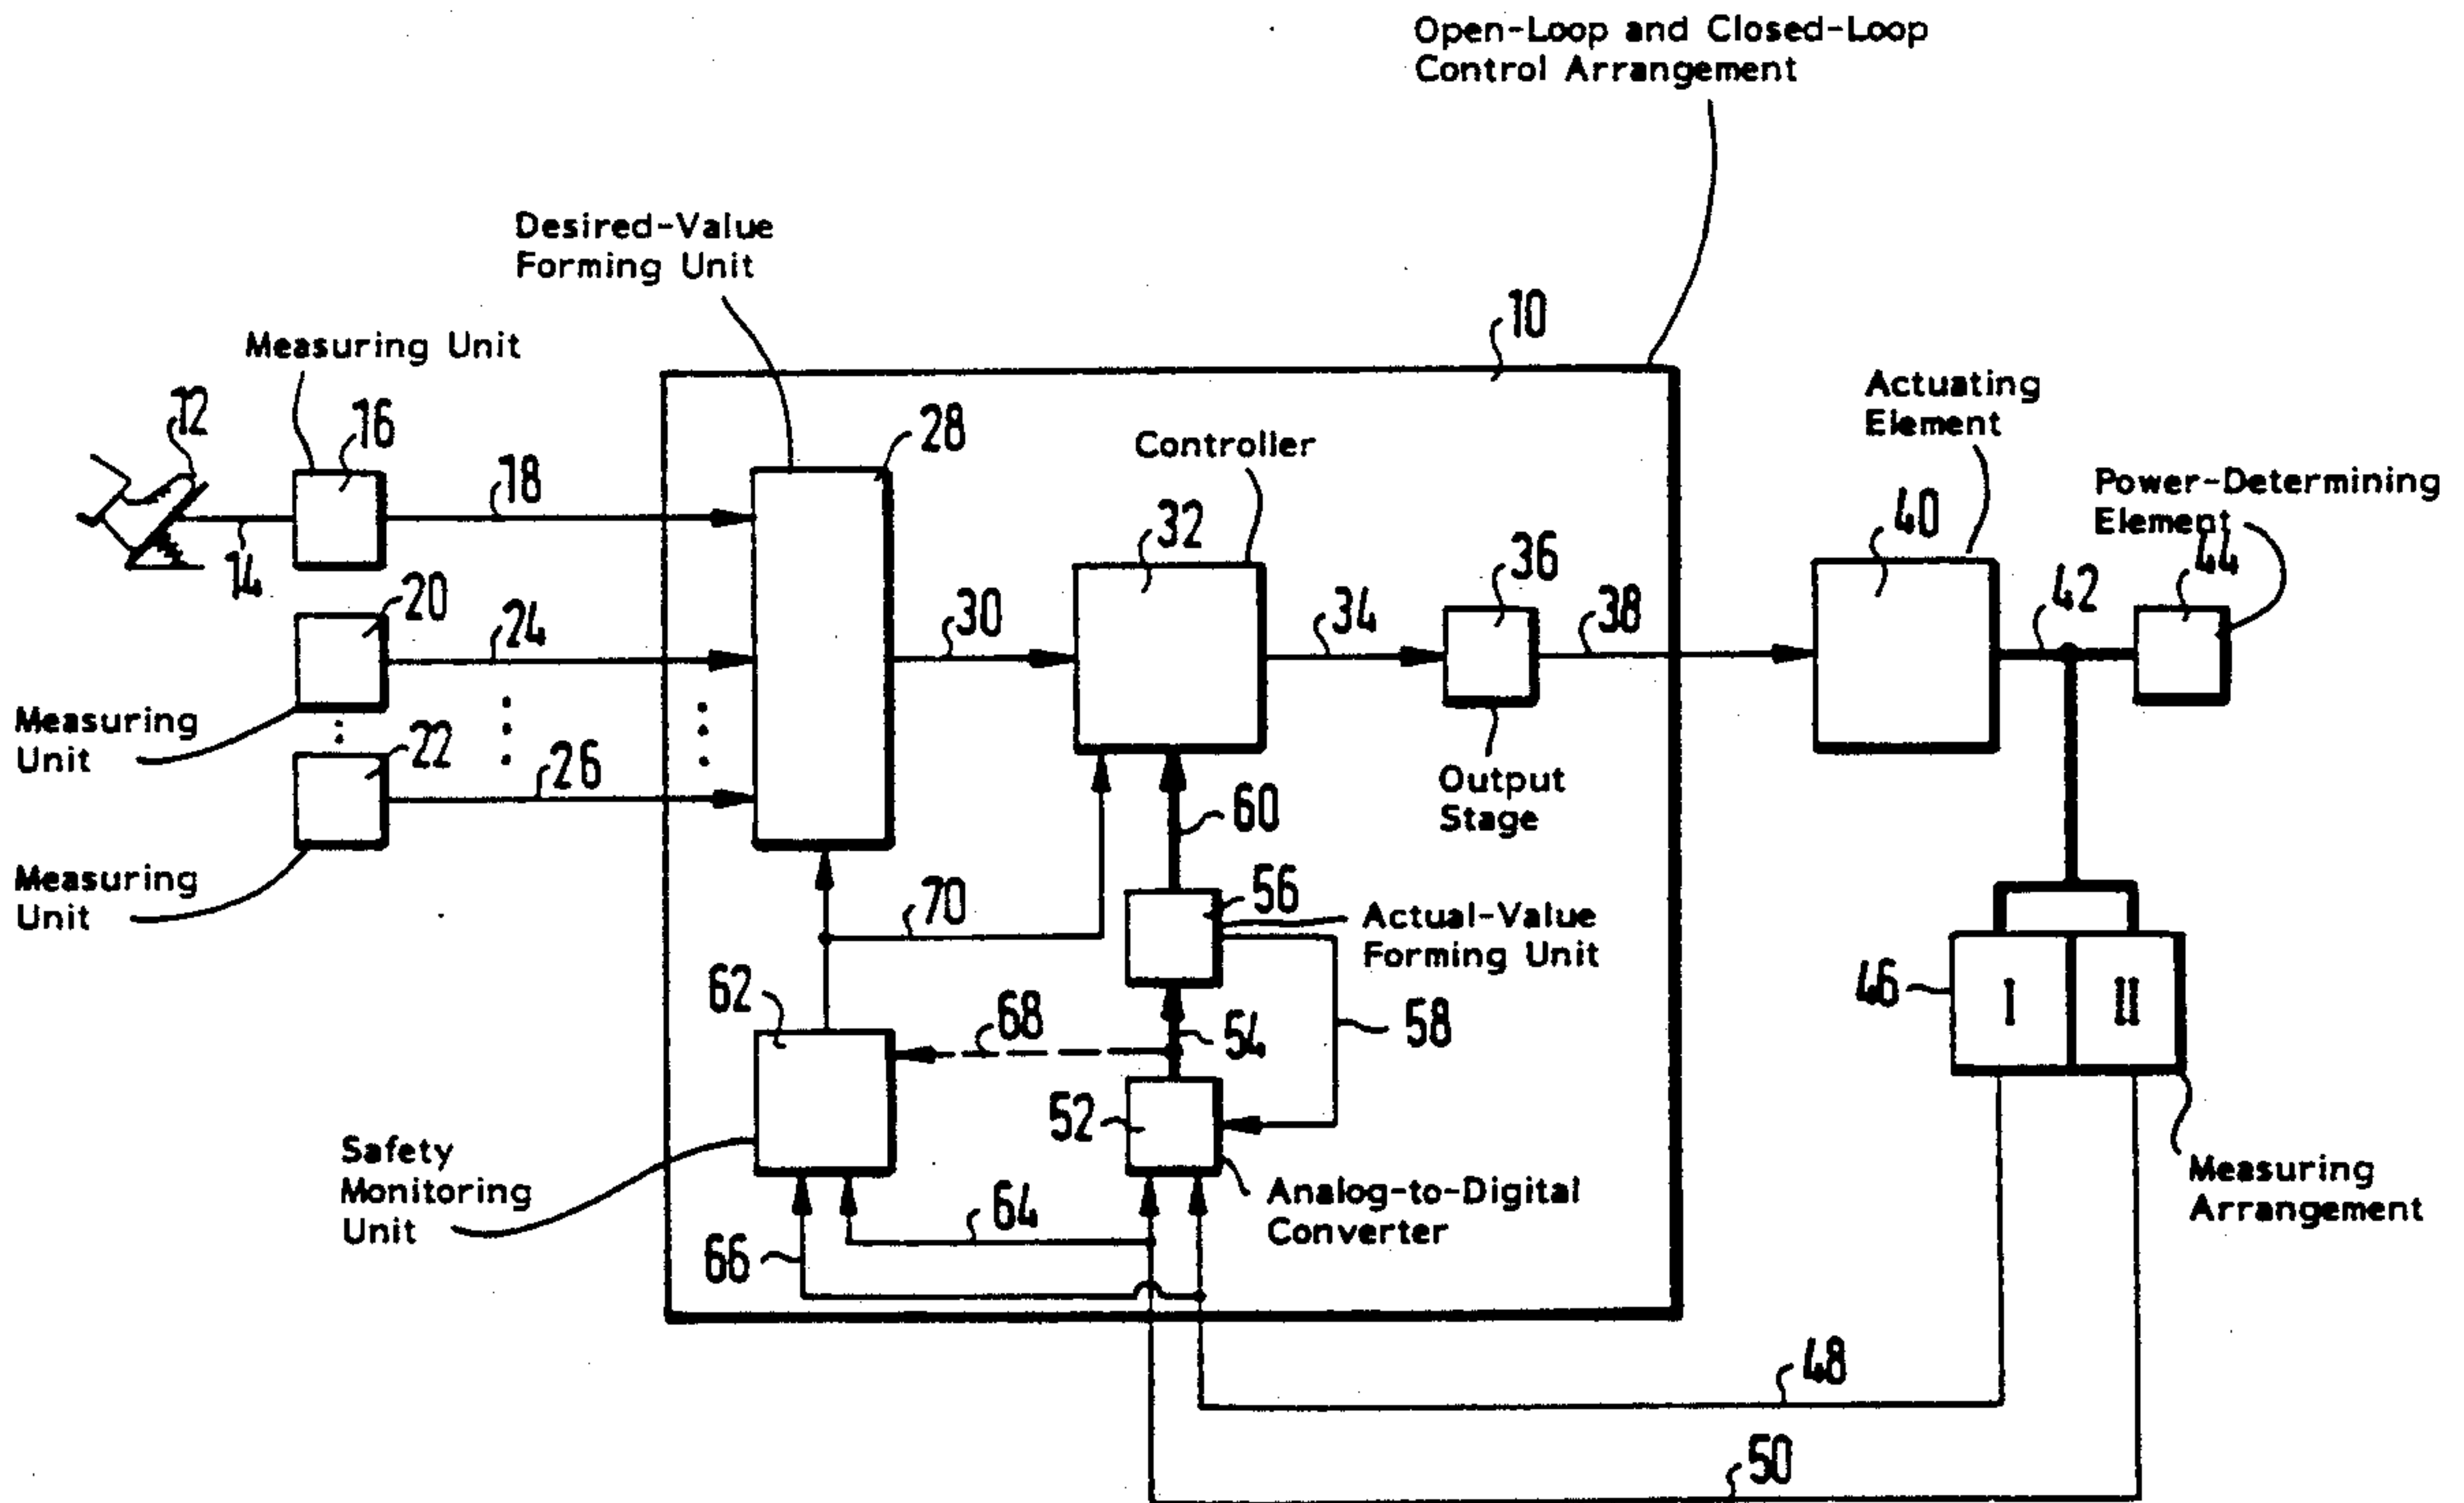 Open-Loop and Closed-Loop
Control Arrangement
Desired-Value
Forming Unit
10
Measuring Unit
12
16
18
28
Controller
Actuating
Element
Power-Determining
Element
14
32
36
40
42
44
20
24
30
34
38
Measuring
Unit
22
26
Output
Stage
60
Measuring
Unit
70
56
Actual-Value
Forming Unit
46
I
II
62
68
54
58
52
Safety
Monitoring
Unit
64
Analog-to-Digital
Converter
Measuring
Arrangement
66
48
50